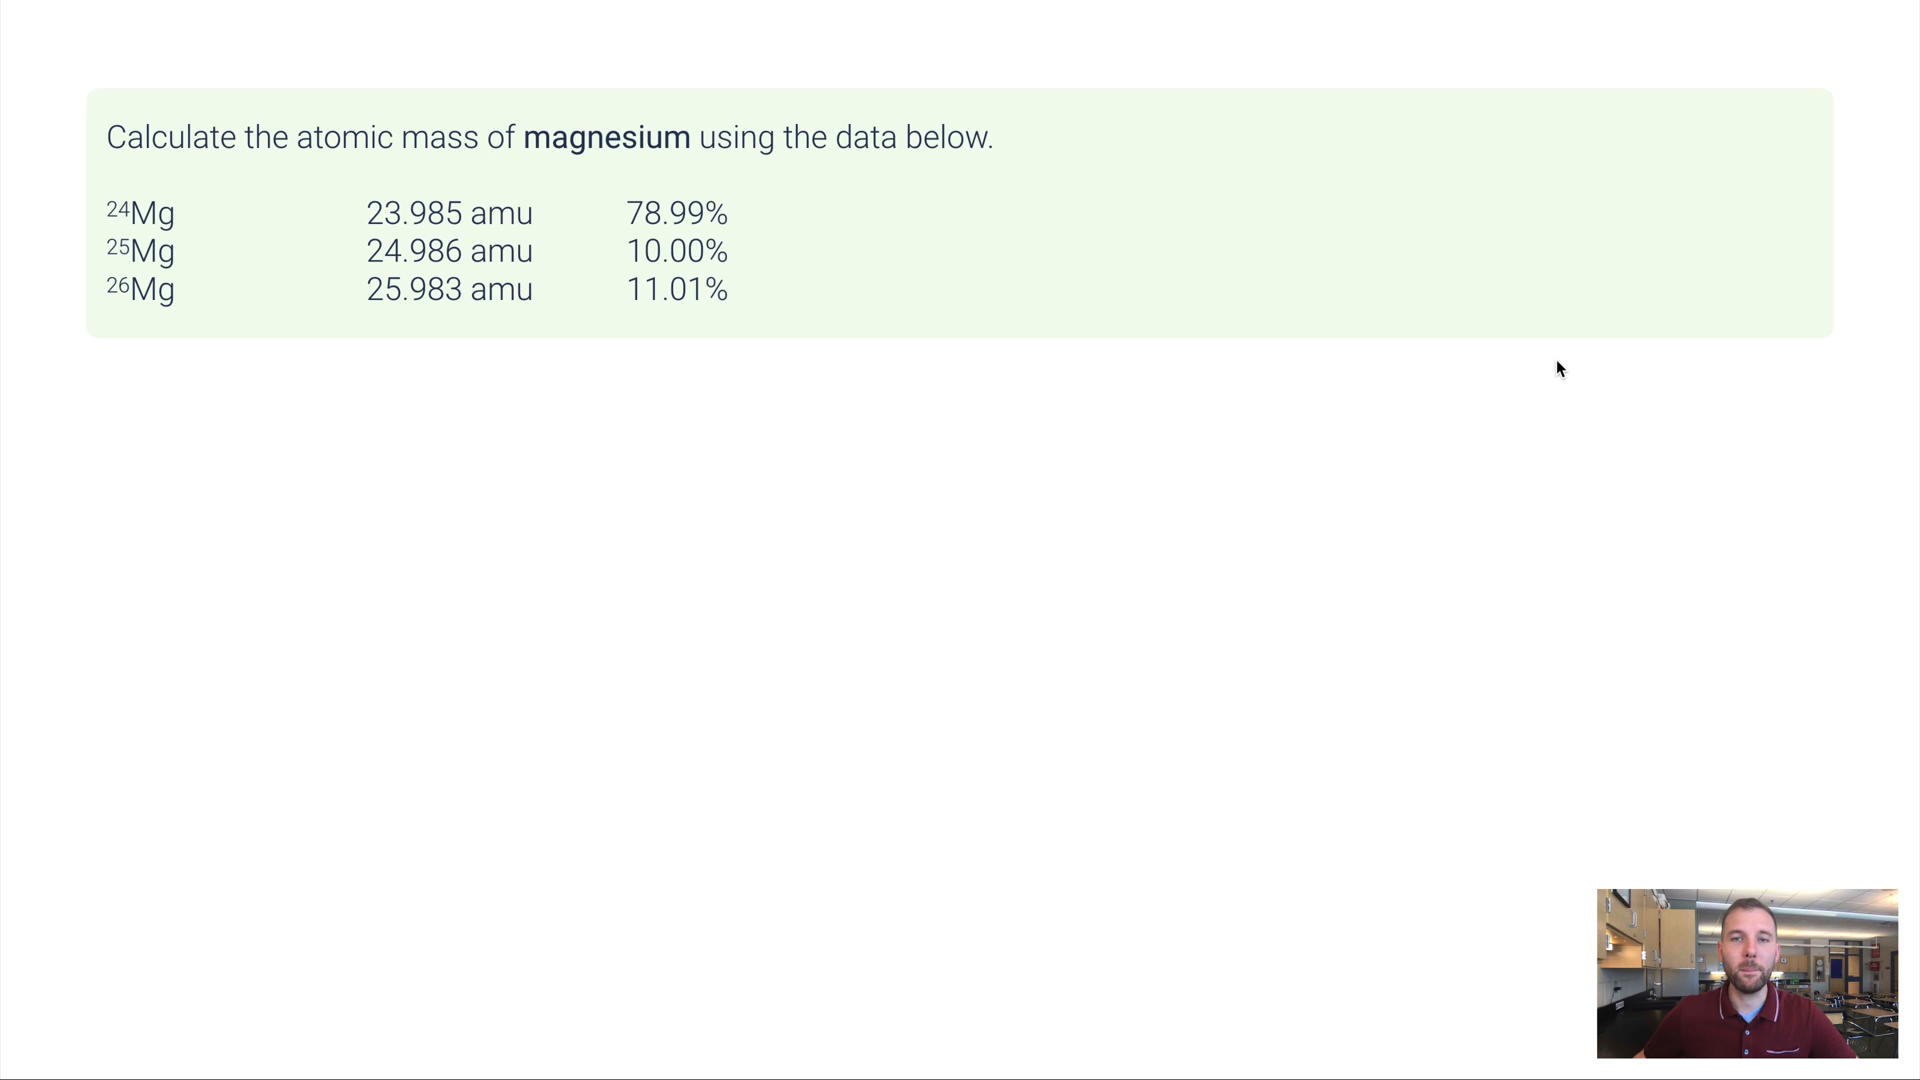 Calculate the atomic mass of magnesium using the data below.
²⁴Mg 23.985 amu 78.99%
²⁵Mg 24.986 amu 10.00%
²⁶Mg 25.983 amu 11.01%